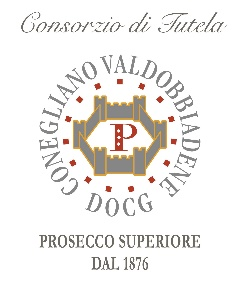 Consorzio di Tutela
CONEGLIANO VALDOBBIADENE
DOCG
P
PROSECCO SUPERIORE
DAL 1876